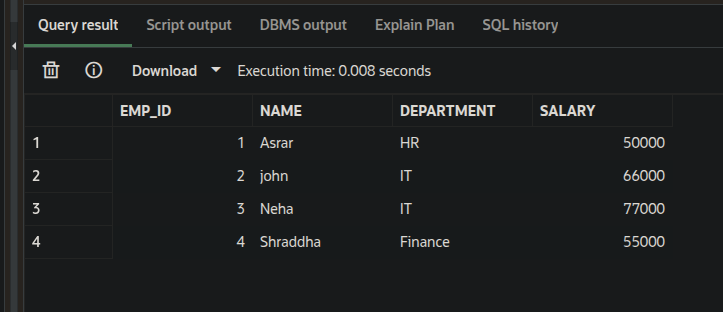 Query result Script output DBMS output Explain Plan SQL history
Download Execution time: 0.008 seconds
EMP_ID NAME DEPARTMENT SALARY
1 1 Asrar HR 50000
2 2 john IT 66000
3 3 Neha IT 77000
4 4 Shraddha Finance 55000